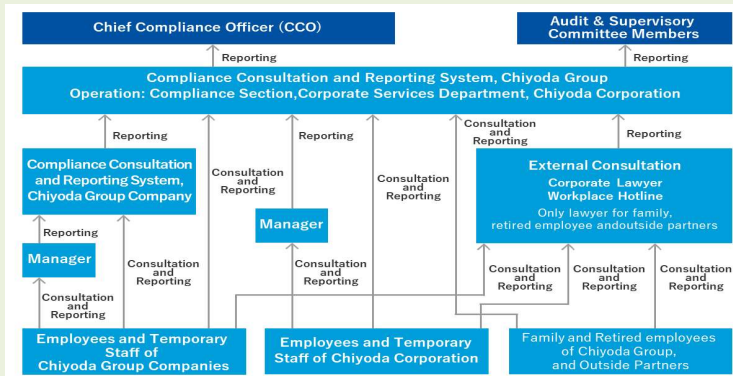 Chief Compliance Officer (CCO)
Audit & Supervisory
Committee Members
Reporting
Reporting
Compliance Consultation and Reporting System, Chiyoda Group
Operation: Compliance Section,Corporate Services Department, Chiyoda Corporation
Reporting
Reporting
Consultation
and
Reporting
Reporting
Compliance Consultation
and Reporting System,
Chiyoda Group Company
Consultation
and
Reporting
Consultation
and
Reporting
Consultation
and
Reporting
External Consultation
Corporate Lawyer
Workplace Hotline
Only lawyer for family,
retired employee andoutside partners
Reporting
Manager
Manager
Consultation
and
Reporting
Consultation
and
Reporting
Consultation
and
Reporting
Consultation
and
Reporting
Consultation
and
Reporting
Consultation
and
Reporting
Employees and Temporary
Staff of
Chiyoda Group Companies
Employees and Temporary
Staff of Chiyoda Corporation
Family and Retired employees
of Chiyoda Group,
and Outside Partners